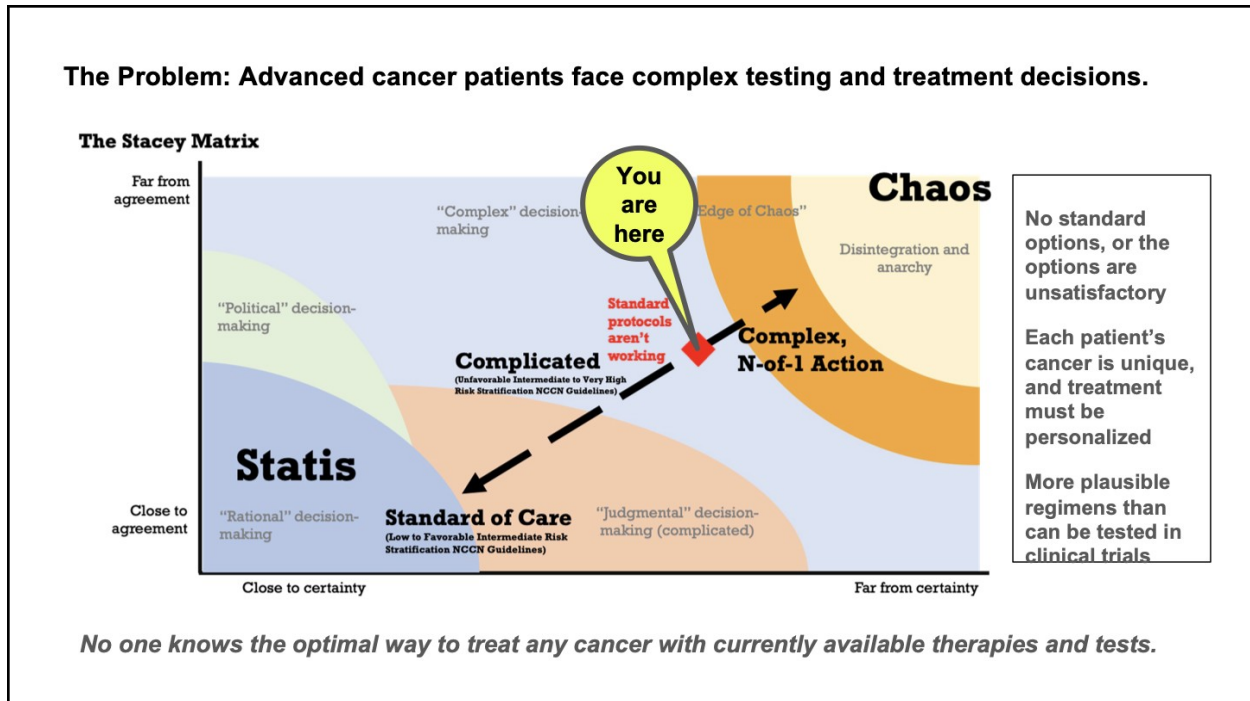 The Problem: Advanced cancer patients face complex testing and treatment decisions.
The Stacey Matrix
Far from
agreement
"Complex" decision-
making
You
are
here
Edge of Chaos"
Chaos
Disintegration and
anarchy
"Political" decision-
making
Standard
protocols
aren't
working
Complicated
(Unfavorable Intermediate to Very High
Risk Stratification NCCN Guidelines)
Complex,
N-of-1 Action
Statis
Close to
agreement
"Rational" decision-
making
Standard of Care
(Low to Favorable Intermediate Risk
Stratification NCCN Guidelines)
"Judgmental" decision-
making (complicated)
Close to certainty
Far from certainty
No standard
options, or the
options are
unsatisfactory
Each patient's
cancer is unique,
and treatment
must be
personalized
More plausible
regimens than
can be tested in
clinical trials
No one knows the optimal way to treat any cancer with currently available therapies and tests.